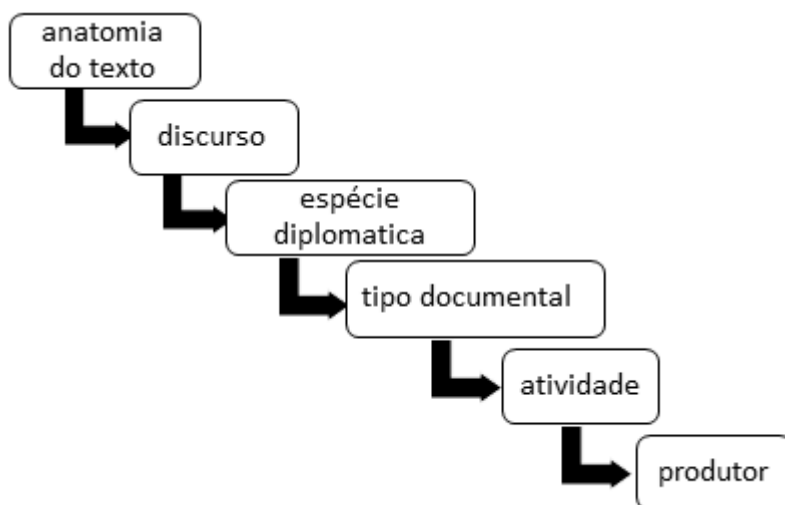 anatomia
do texto
discurso
espécie
diplomatica
tipo documental
atividade
produtor